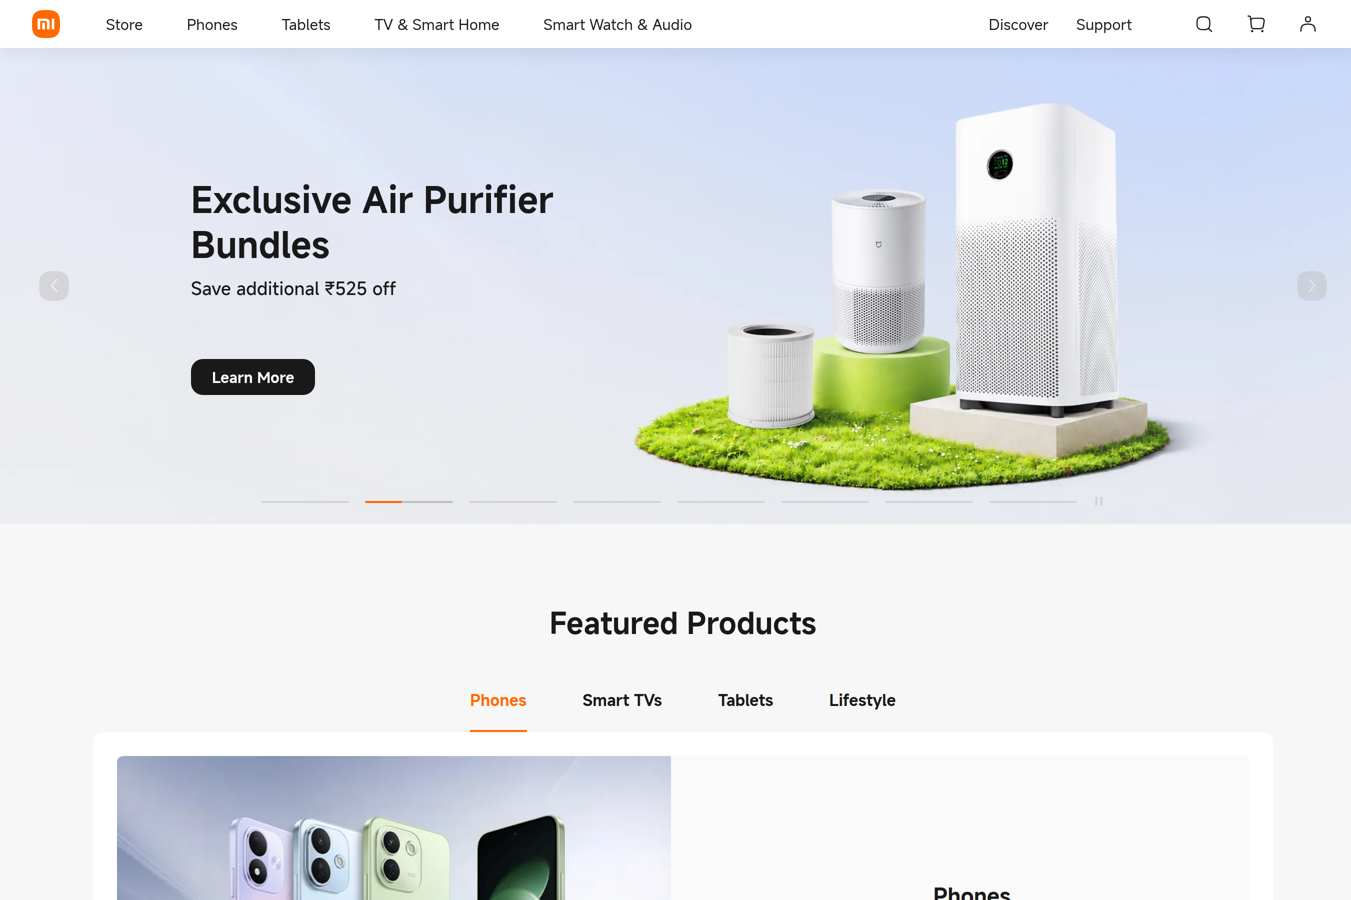 mi
Store
Phones
Tablets
TV & Smart Home
Smart Watch & Audio
Discover
Support
Exclusive Air Purifier
Bundles
Save additional ₹525 off
Learn More
Featured Products
Phones
Smart TVs
Tablets
Lifestyle
Phones